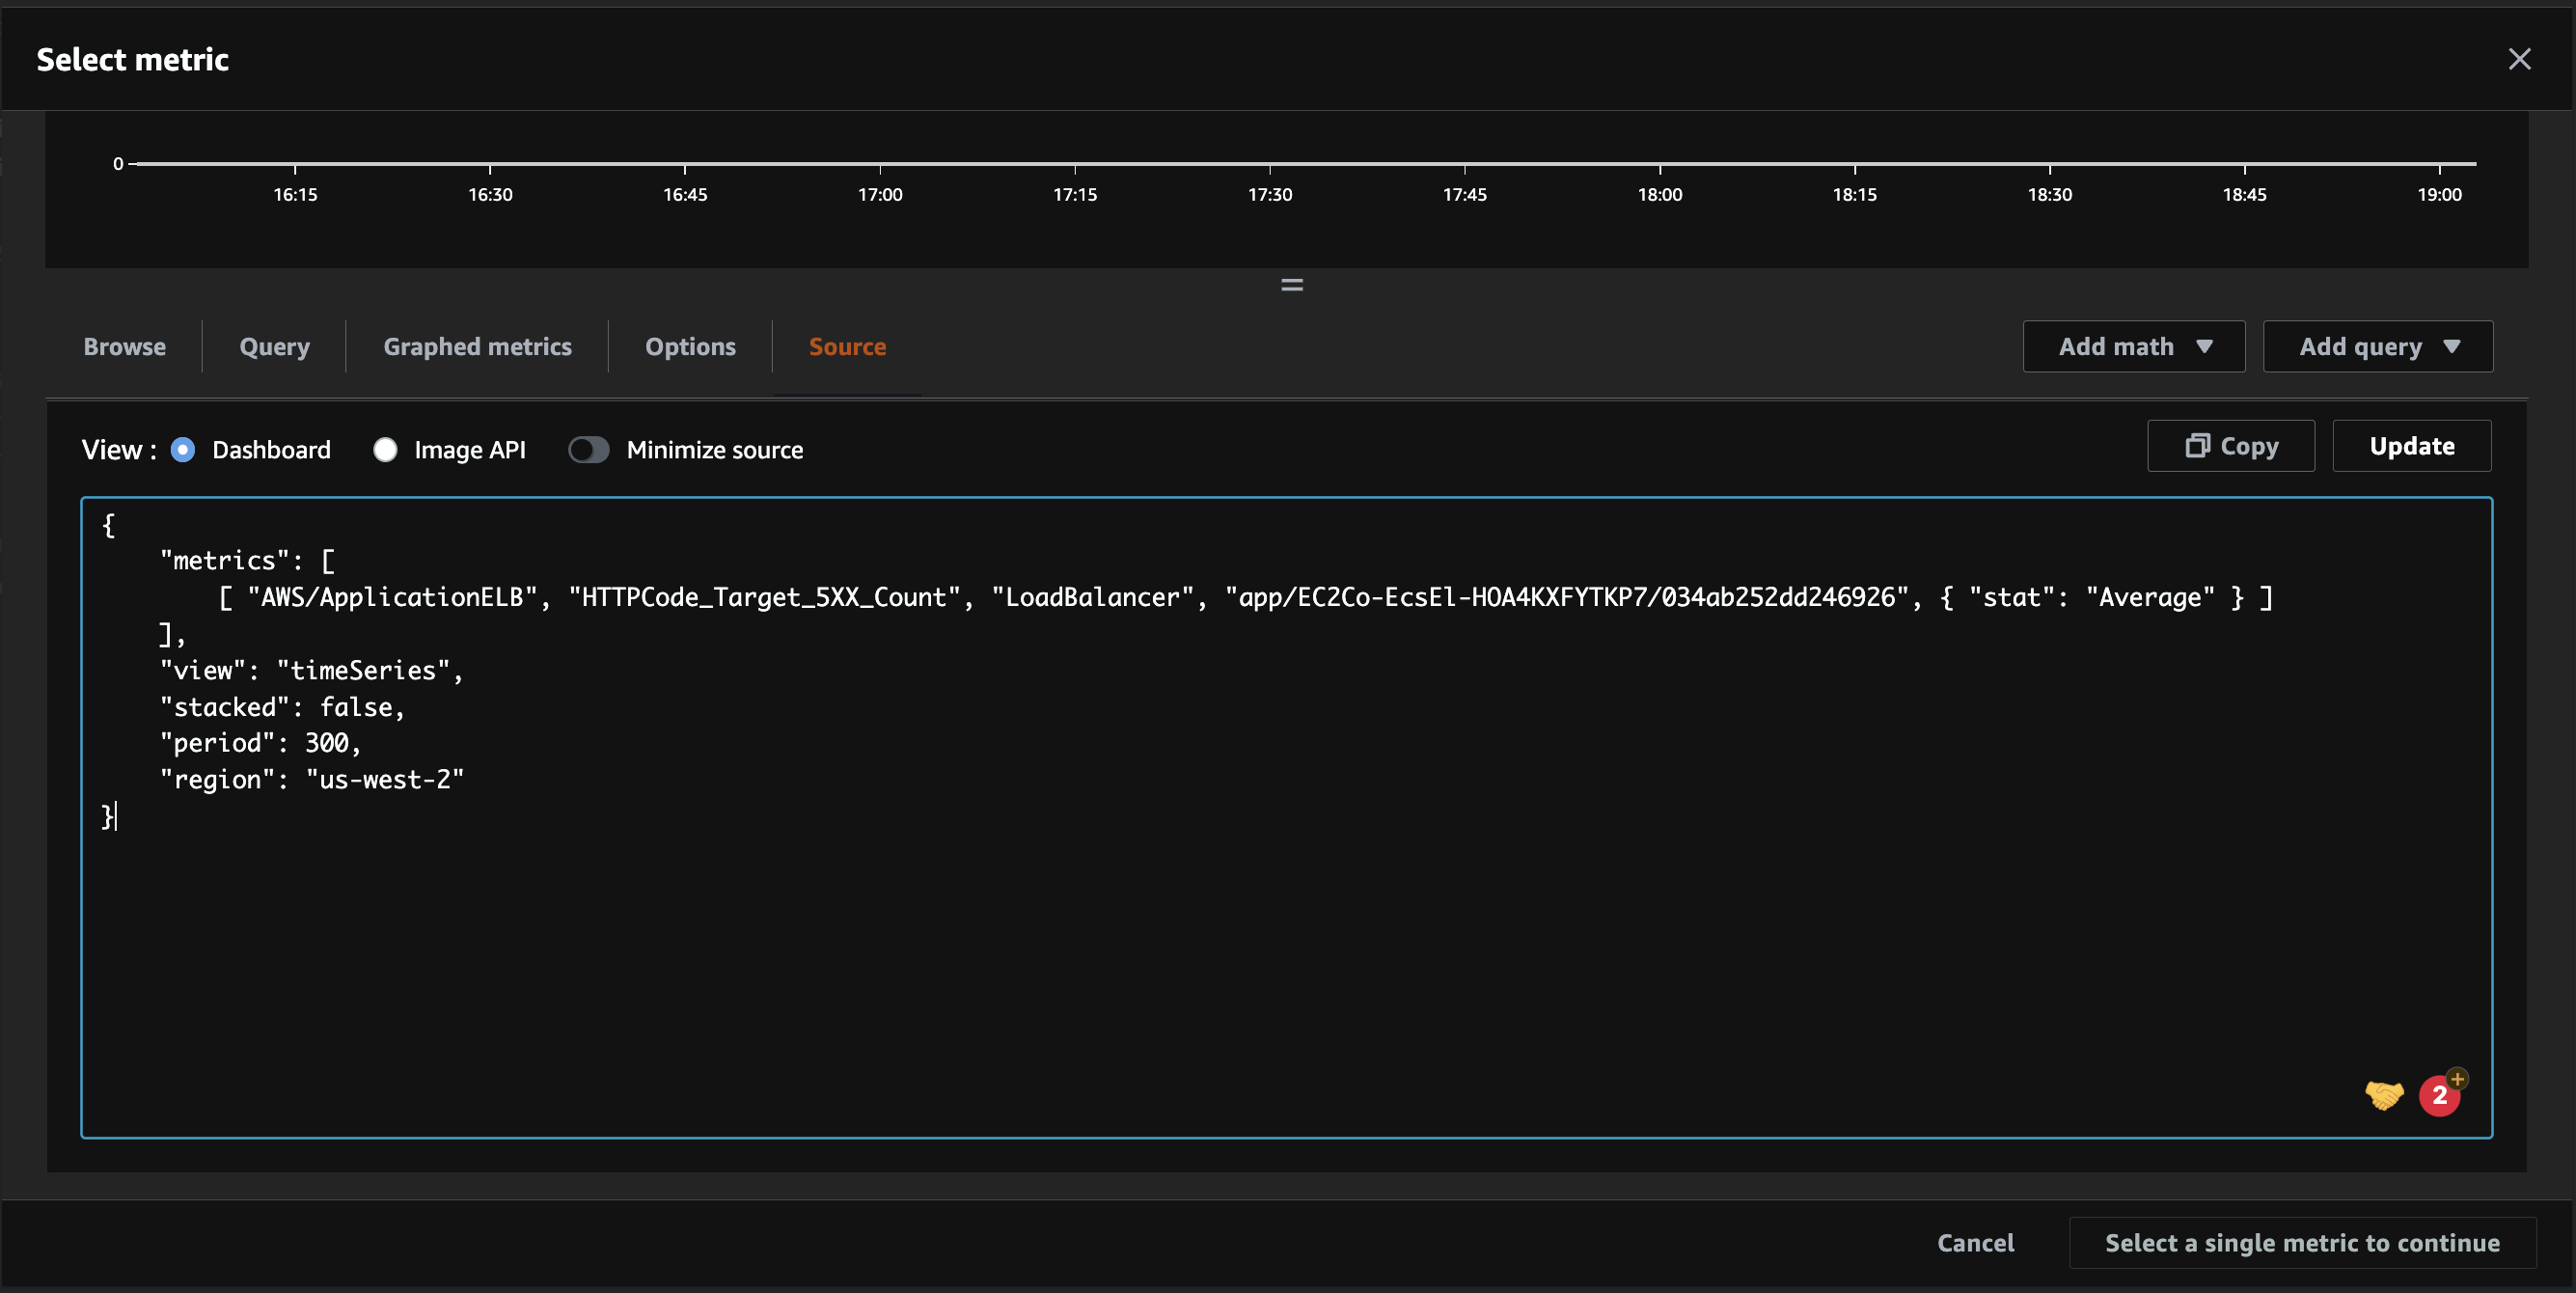 Select metric
0
16:15 16:30 16:45 17:00 17:15 17:30 17:45 18:00 18:15 18:30 18:45 19:00
Browse Query Graphed metrics Options Source Add math Add query
View : Dashboard Image API Minimize source Copy Update
{
    "metrics": [
        [ "AWS/ApplicationELB", "HTTPCode_Target_5XX_Count", "LoadBalancer", "app/EC2Co-EcsEl-HOA4KXFYTKP7/034ab252dd246926", { "stat": "Average" } ]
    ],
    "view": "timeSeries",
    "stacked": false,
    "period": 300,
    "region": "us-west-2"
}
2
Cancel Select a single metric to continue